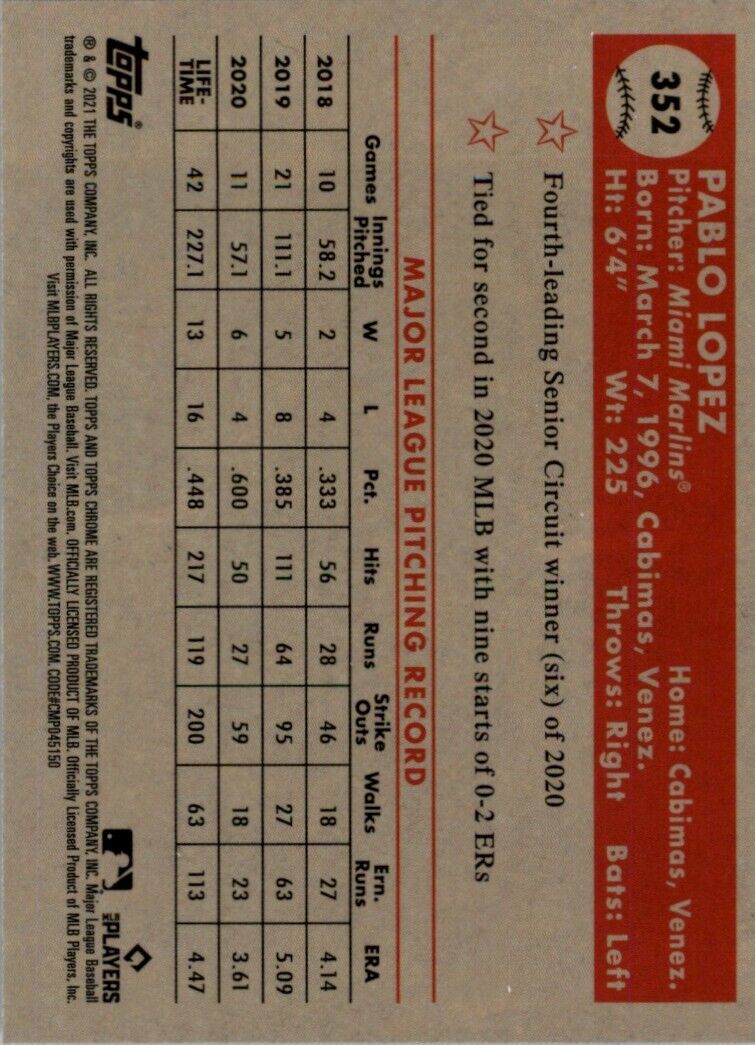 352
PABLO LOPEZ
Pitcher: Miami Marlins® Home: Cabimas, Venez.
Born: March 7, 1996, Cabimas, Venez.
Ht: 6'4" Wt: 225 Throws: Right Bats: Left
Fourth-leading Senior Circuit winner (six) of 2020
Tied for second in 2020 MLB with nine starts of 0-2 ERs
MAJOR LEAGUE PITCHING RECORD
Games Innings Pitched W L Pct. Hits Runs Strike Outs Walks Ern. Runs ERA
2018 10 58.2 2 4 .333 56 28 46 18 27 4.14
2019 21 111.1 5 8 .385 111 64 95 27 63 5.09
2020 11 57.1 6 4 .600 50 27 59 18 23 3.61
LIFE-TIME 42 227.1 13 16 .448 217 119 200 63 113 4.47
topps®
MLB PLAYERS
® & © 2021 THE TOPPS COMPANY, INC. ALL RIGHTS RESERVED. TOPPS AND TOPPS CHROME ARE REGISTERED TRADEMARKS OF THE TOPPS COMPANY, INC. Major League Baseball
trademarks and copyrights are used with permission of Major League Baseball. Visit MLB.com. OFFICIALLY LICENSED PRODUCT OF MLB. Officially Licensed Product of MLB Players, Inc.
Visit MLBPLAYERS.COM, the Players Choice on the web. WWW.TOPPS.COM. CODE#CMP045150